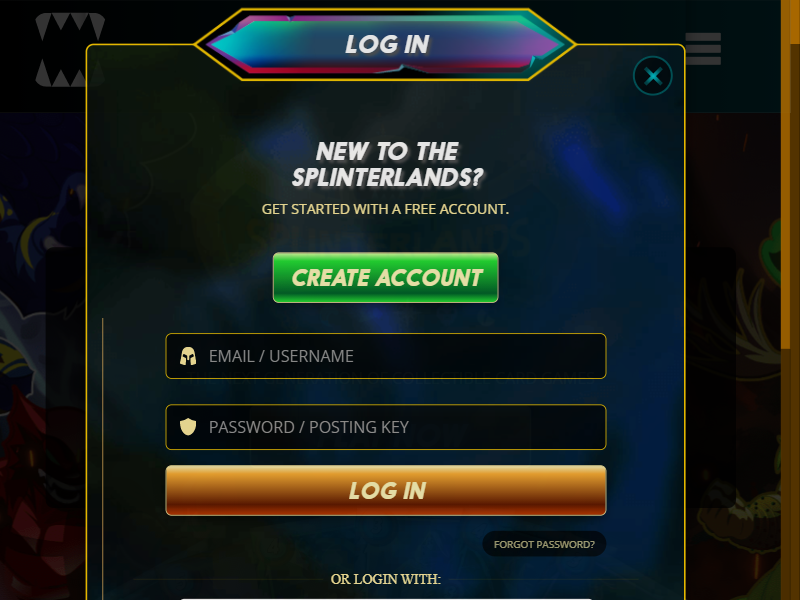 LOG IN
NEW TO THE
SPLINTERLANDS?
GET STARTED WITH A FREE ACCOUNT.
CREATE ACCOUNT
EMAIL / USERNAME
PASSWORD / POSTING KEY
LOG IN
FORGOT PASSWORD?
OR LOGIN WITH: